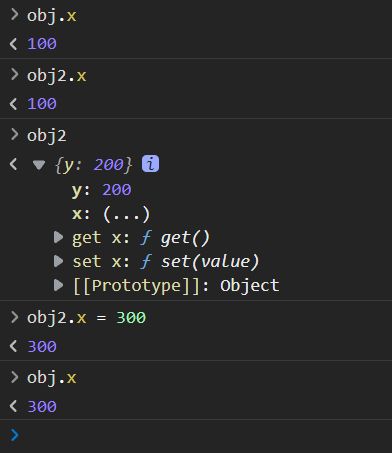 > obj.x
< 100
> obj2.x
< 100
> obj2
< ▼ {y: 200} i
y: 200
x: (...)
▶ get x: ƒ get()
▶ set x: ƒ set(value)
▶ [[Prototype]]: Object
> obj2.x = 300
< 300
> obj.x
< 300
>